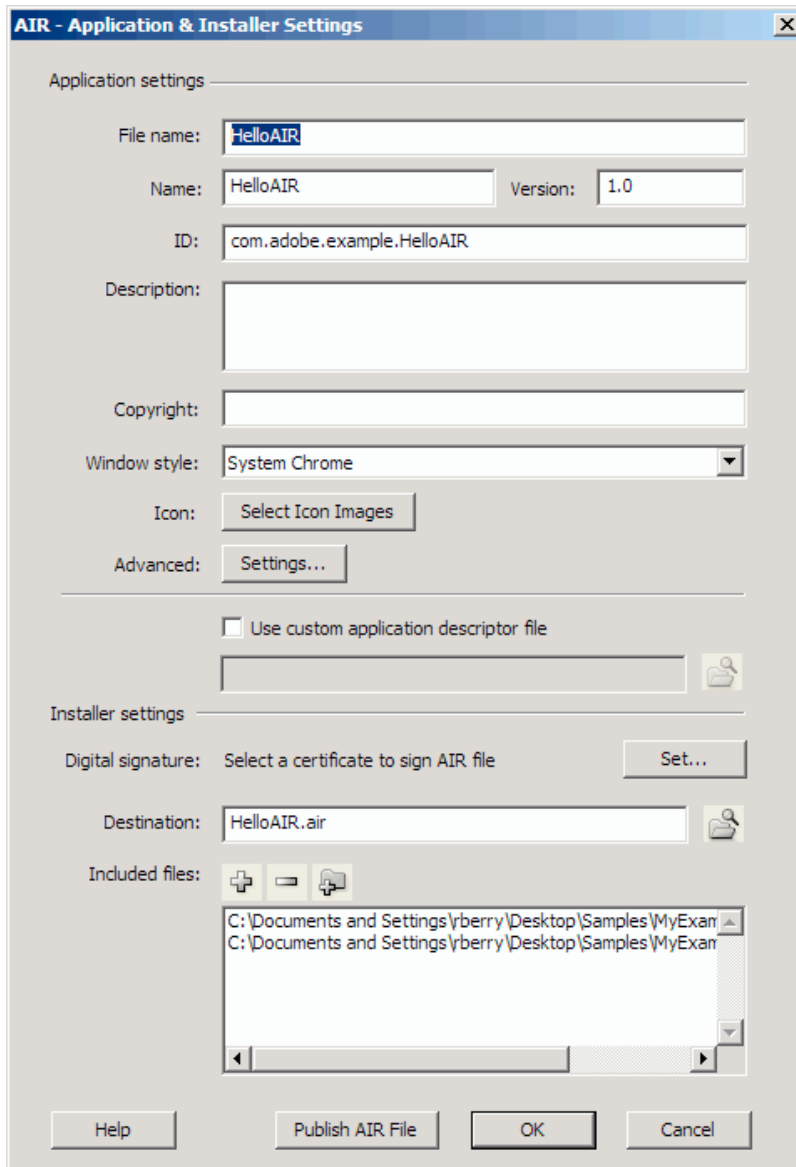 AIR - Application & Installer Settings
Application settings
File name: HelloAIR
Name: HelloAIR Version: 1.0
ID: com.adobe.example.HelloAIR
Description:
Copyright:
Window style: System Chrome
Icon: Select Icon Images
Advanced: Settings...
Use custom application descriptor file
Installer settings
Digital signature: Select a certificate to sign AIR file Set...
Destination: HelloAIR.air
Included files:
C:\Documents and Settings\rberry\Desktop\Samples\MyExam
C:\Documents and Settings\rberry\Desktop\Samples\MyExam
Help Publish AIR File OK Cancel